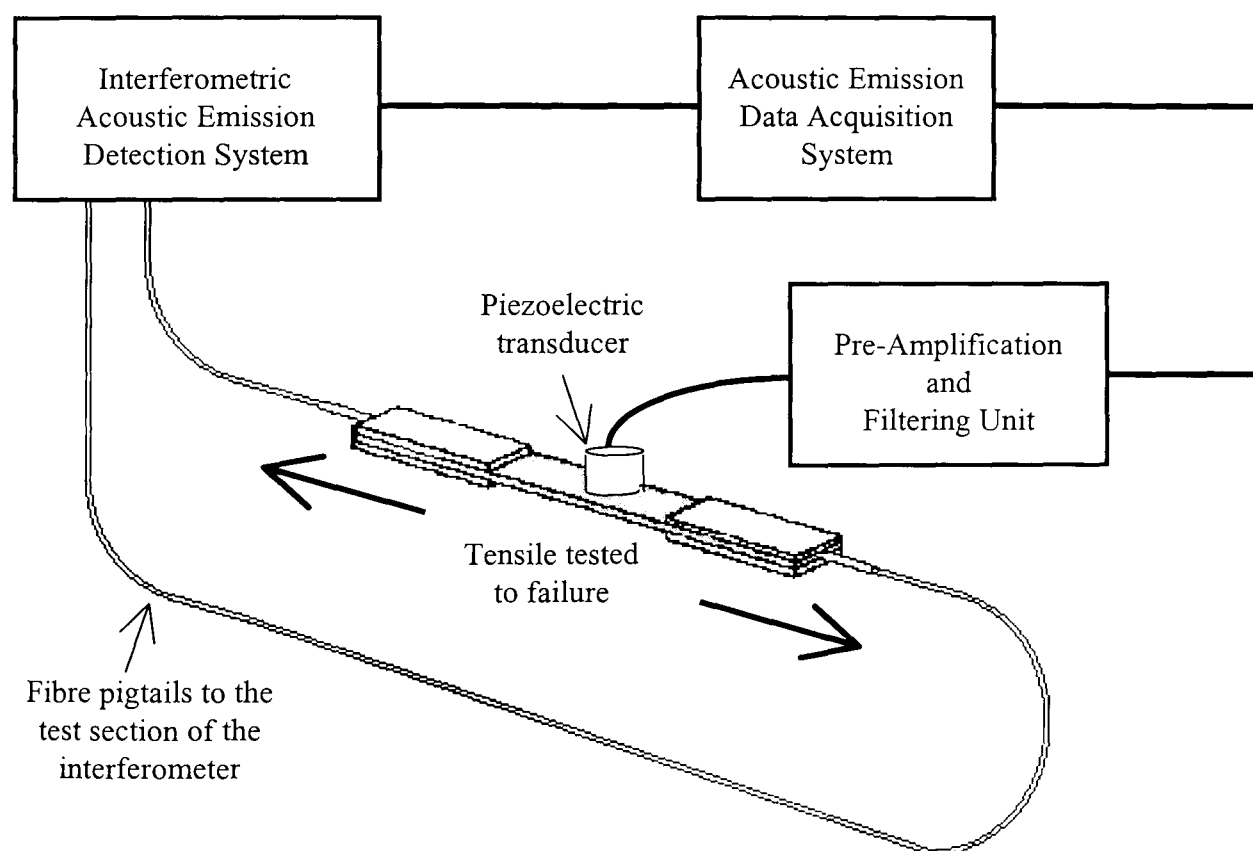 Interferometric
Acoustic Emission
Detection System
Acoustic Emission
Data Acquisition
System
Piezoelectric
transducer
Pre-Amplification
and
Filtering Unit
Tensile tested
to failure
Fibre pigtails to the
test section of the
interferometer